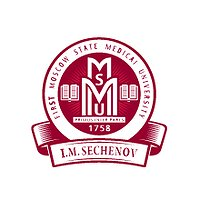 FIRST MOSCOW STATE MEDICAL UNIVERSITY
M
S
M
U
1758
I.M. SECHENOV